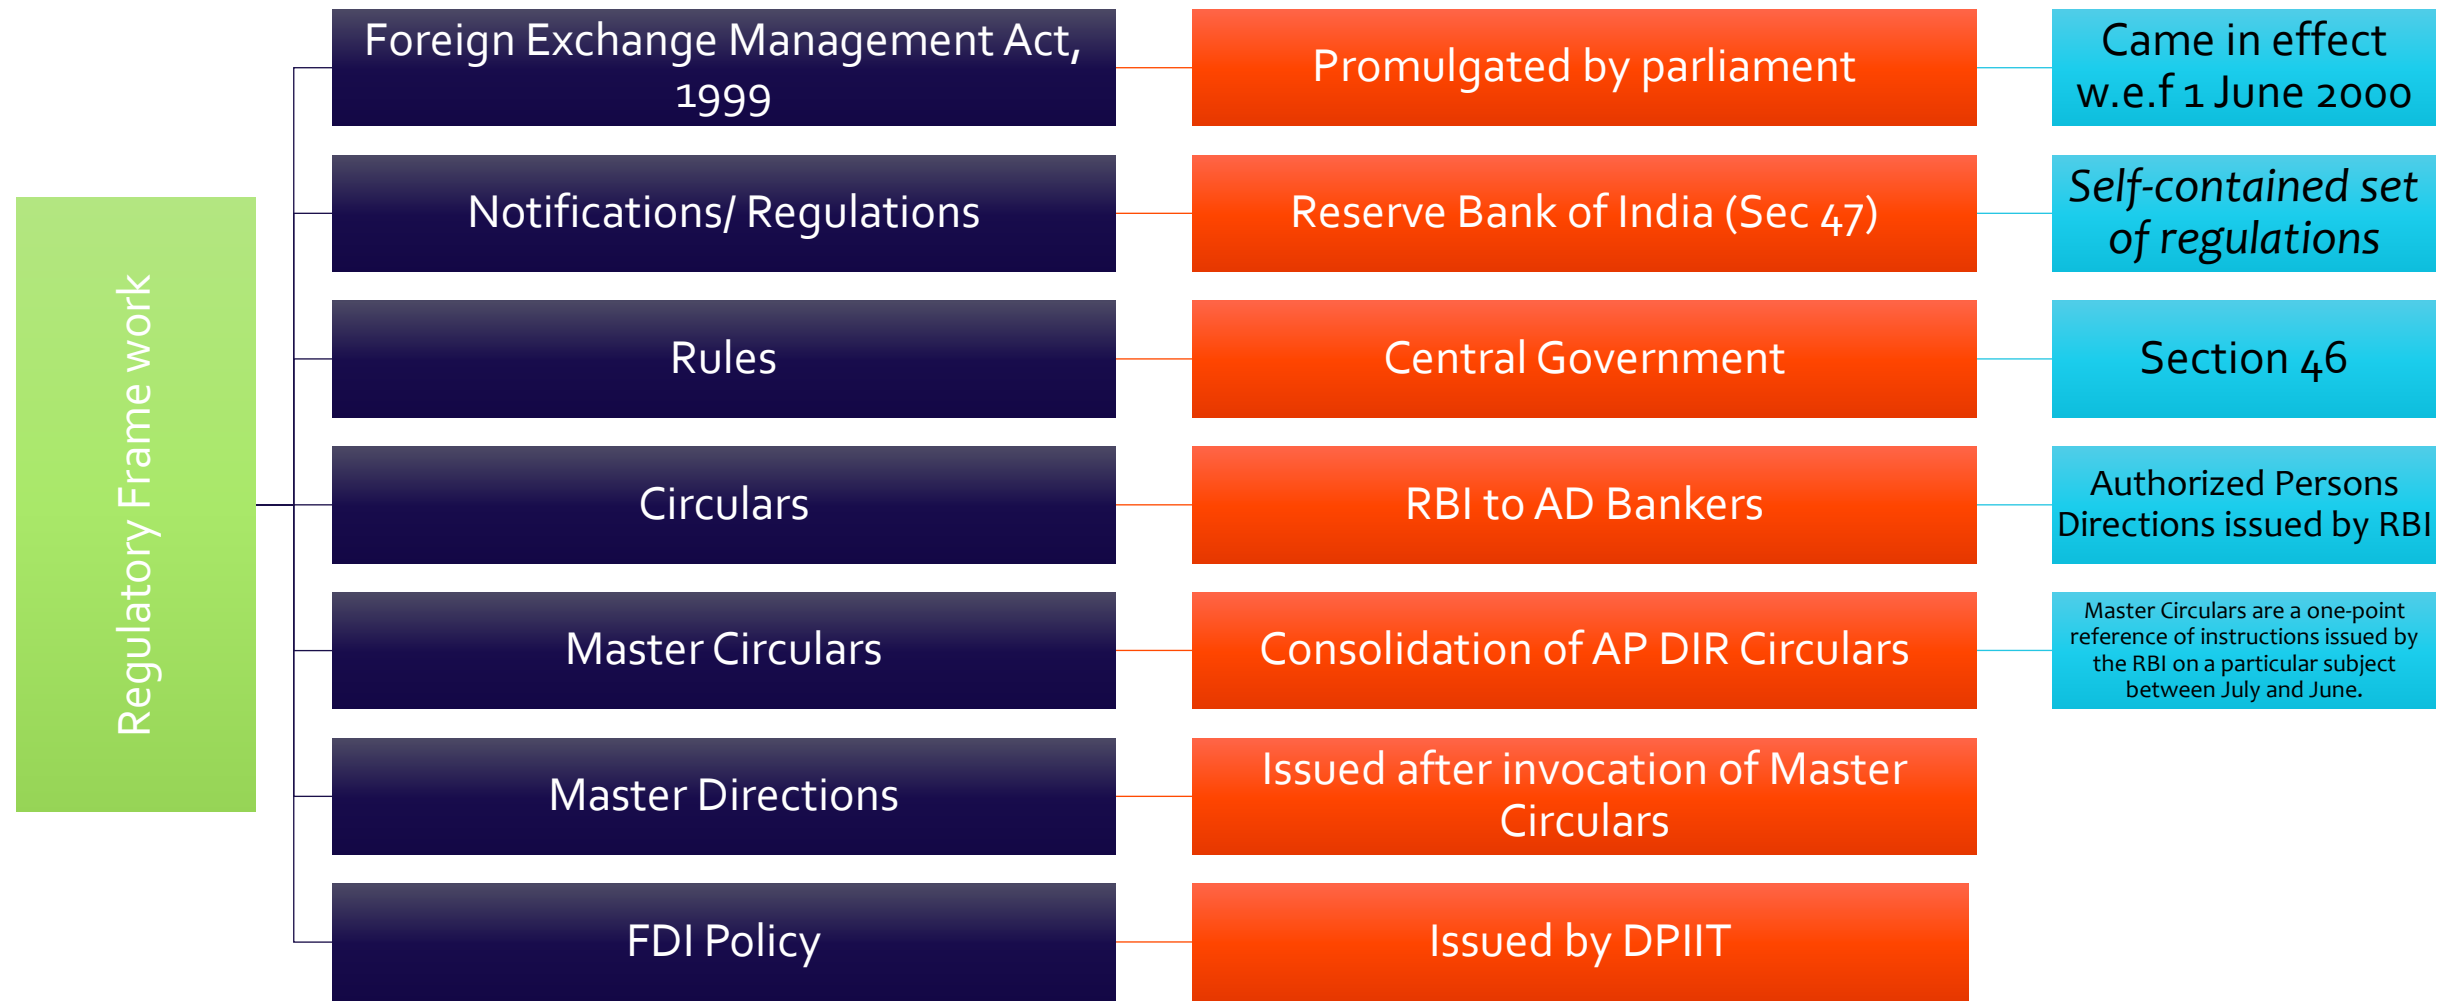 Regulatory Frame work
Foreign Exchange Management Act,
1999
Promulgated by parliament
Came in effect
w.e.f 1 June 2000
Notifications/ Regulations
Reserve Bank of India (Sec 47)
Self-contained set
of regulations
Rules
Central Government
Section 46
Circulars
RBI to AD Bankers
Authorized Persons
Directions issued by RBI
Master Circulars
Consolidation of AP DIR Circulars
Master Circulars are a one-point
reference of instructions issued by
the RBI on a particular subject
between July and June.
Master Directions
Issued after invocation of Master
Circulars
FDI Policy
Issued by DPIIT